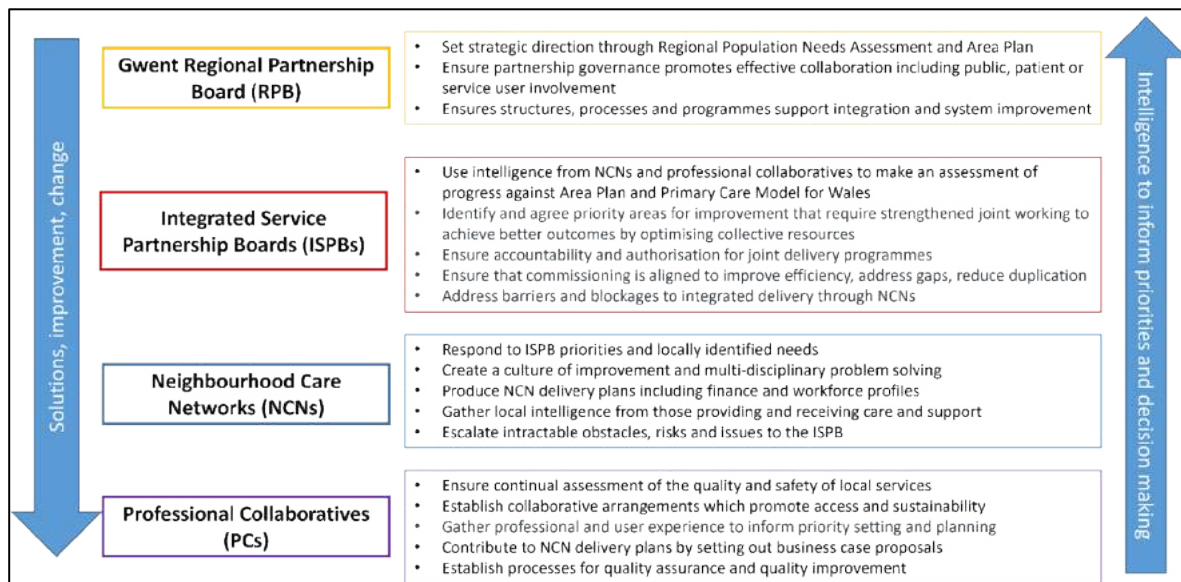 Solutions, improvement, change
Gwent Regional Partnership
Board (RPB)
• Set strategic direction through Regional Population Needs Assessment and Area Plan
• Ensure partnership governance promotes effective collaboration including public, patient or
service user involvement
• Ensures structures, processes and programmes support integration and system improvement
Integrated Service
Partnership Boards (ISPBs)
• Use intelligence from NCNs and professional collaboratives to make an assessment of
progress against Area Plan and Primary Care Model for Wales
• Identify and agree priority areas for improvement that require strengthened joint working to
achieve better outcomes by optimising collective resources
• Ensure accountability and authorisation for joint delivery programmes
• Ensure that commissioning is aligned to improve efficiency, address gaps, reduce duplication
• Address barriers and blockages to integrated delivery through NCNs
Neighbourhood Care
Networks (NCNs)
• Respond to ISPB priorities and locally identified needs
• Create a culture of improvement and multi-disciplinary problem solving
• Produce NCN delivery plans including finance and workforce profiles
• Gather local intelligence from those providing and receiving care and support
• Escalate intractable obstacles, risks and issues to the ISPB
Professional Collaboratives
(PCs)
• Ensure continual assessment of the quality and safety of local services
• Establish collaborative arrangements which promote access and sustainability
• Gather professional and user experience to inform priority setting and planning
• Contribute to NCN delivery plans by setting out business case proposals
• Establish processes for quality assurance and quality improvement
Intelligence to inform priorities and decision making